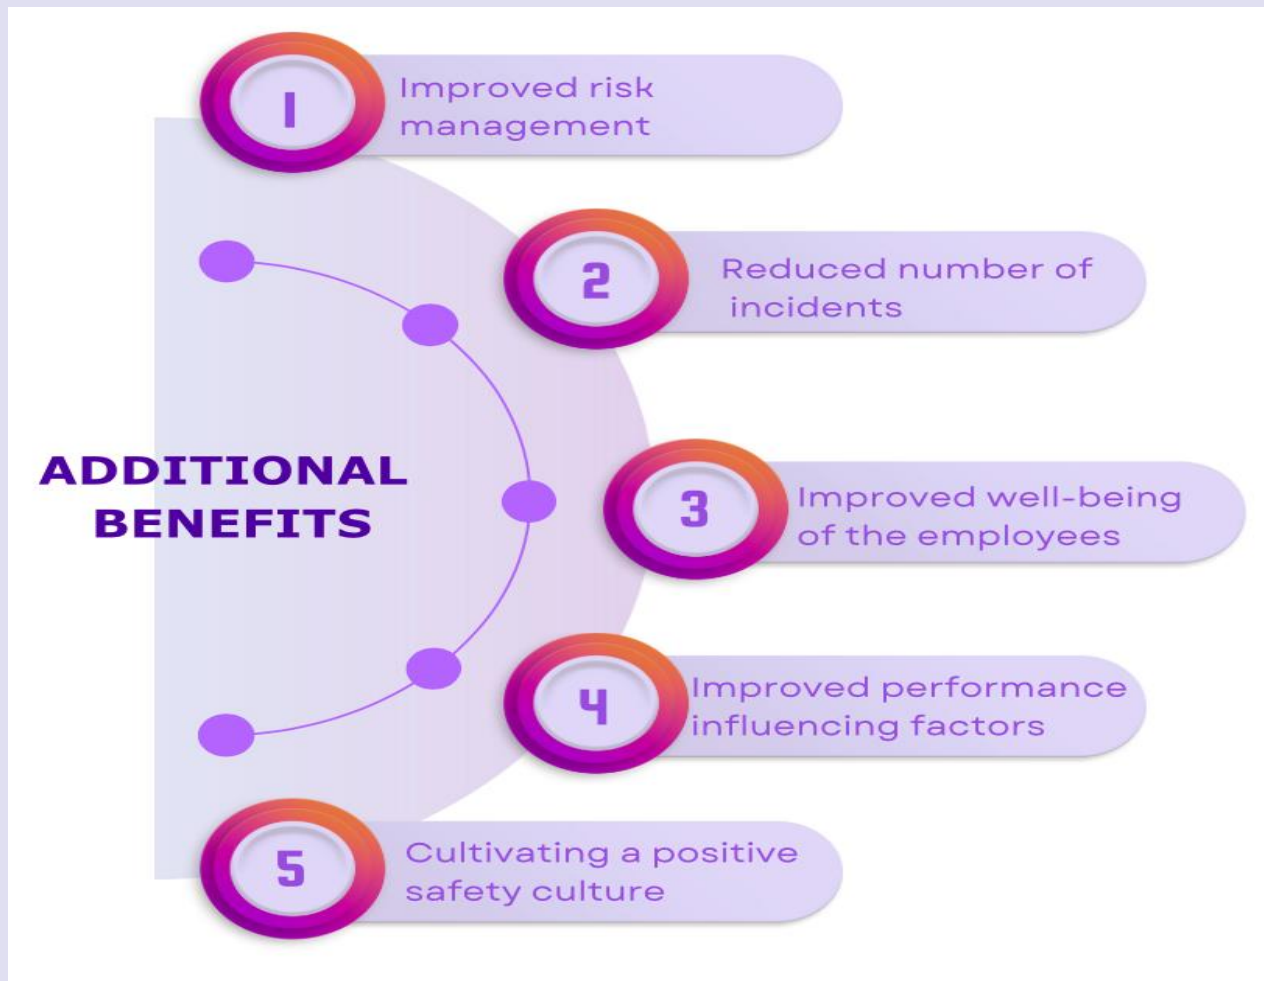 1
Improved risk
management
2
Reduced number of
incidents
ADDITIONAL
BENEFITS
3
Improved well-being
of the employees
4
Improved performance
influencing factors
5
Cultivating a positive
safety culture